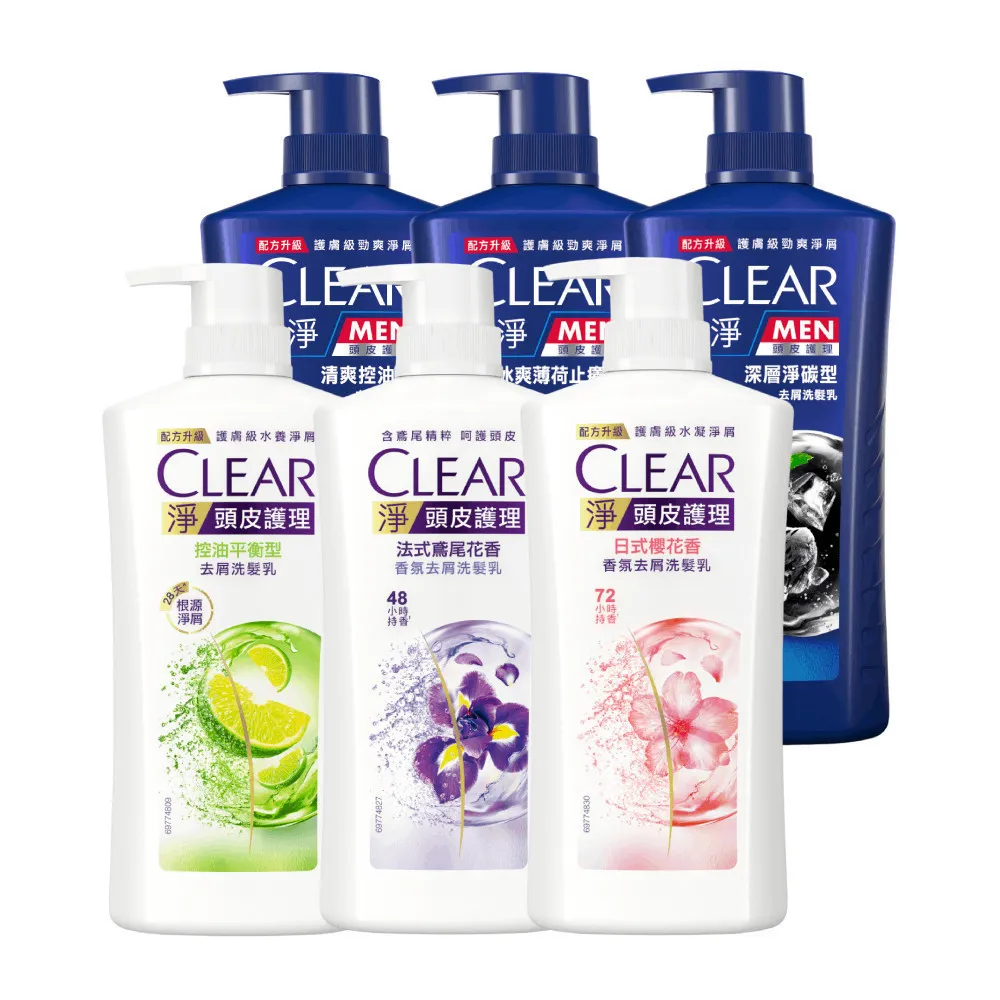 配方升級 護膚級勁爽淨屑
CLEAR
淨 MEN
頭皮護
清爽控油
配方升級 護膚級勁爽淨屑
CLEAR
淨 MEN
頭皮護
冰爽薄荷止癢
配方升級 護膚級勁爽淨屑
CLEAR
淨 MEN
頭皮護理
深層淨碳型
去屑洗髮乳
配方升級 護膚級水養淨屑
CLEAR
淨 頭皮護理
控油平衡型
去屑洗髮乳
28天
根源
淨屑
69774809
含鳶尾精粹 呵護頭皮
CLEAR
淨 頭皮護理
法式鳶尾花香
香氛去屑洗髮乳
48
小時
持香
69774827
配方升級 護膚級水凝淨屑
CLEAR
淨 頭皮護理
日式櫻花香
香氛去屑洗髮乳
72
小時
持香
69774830